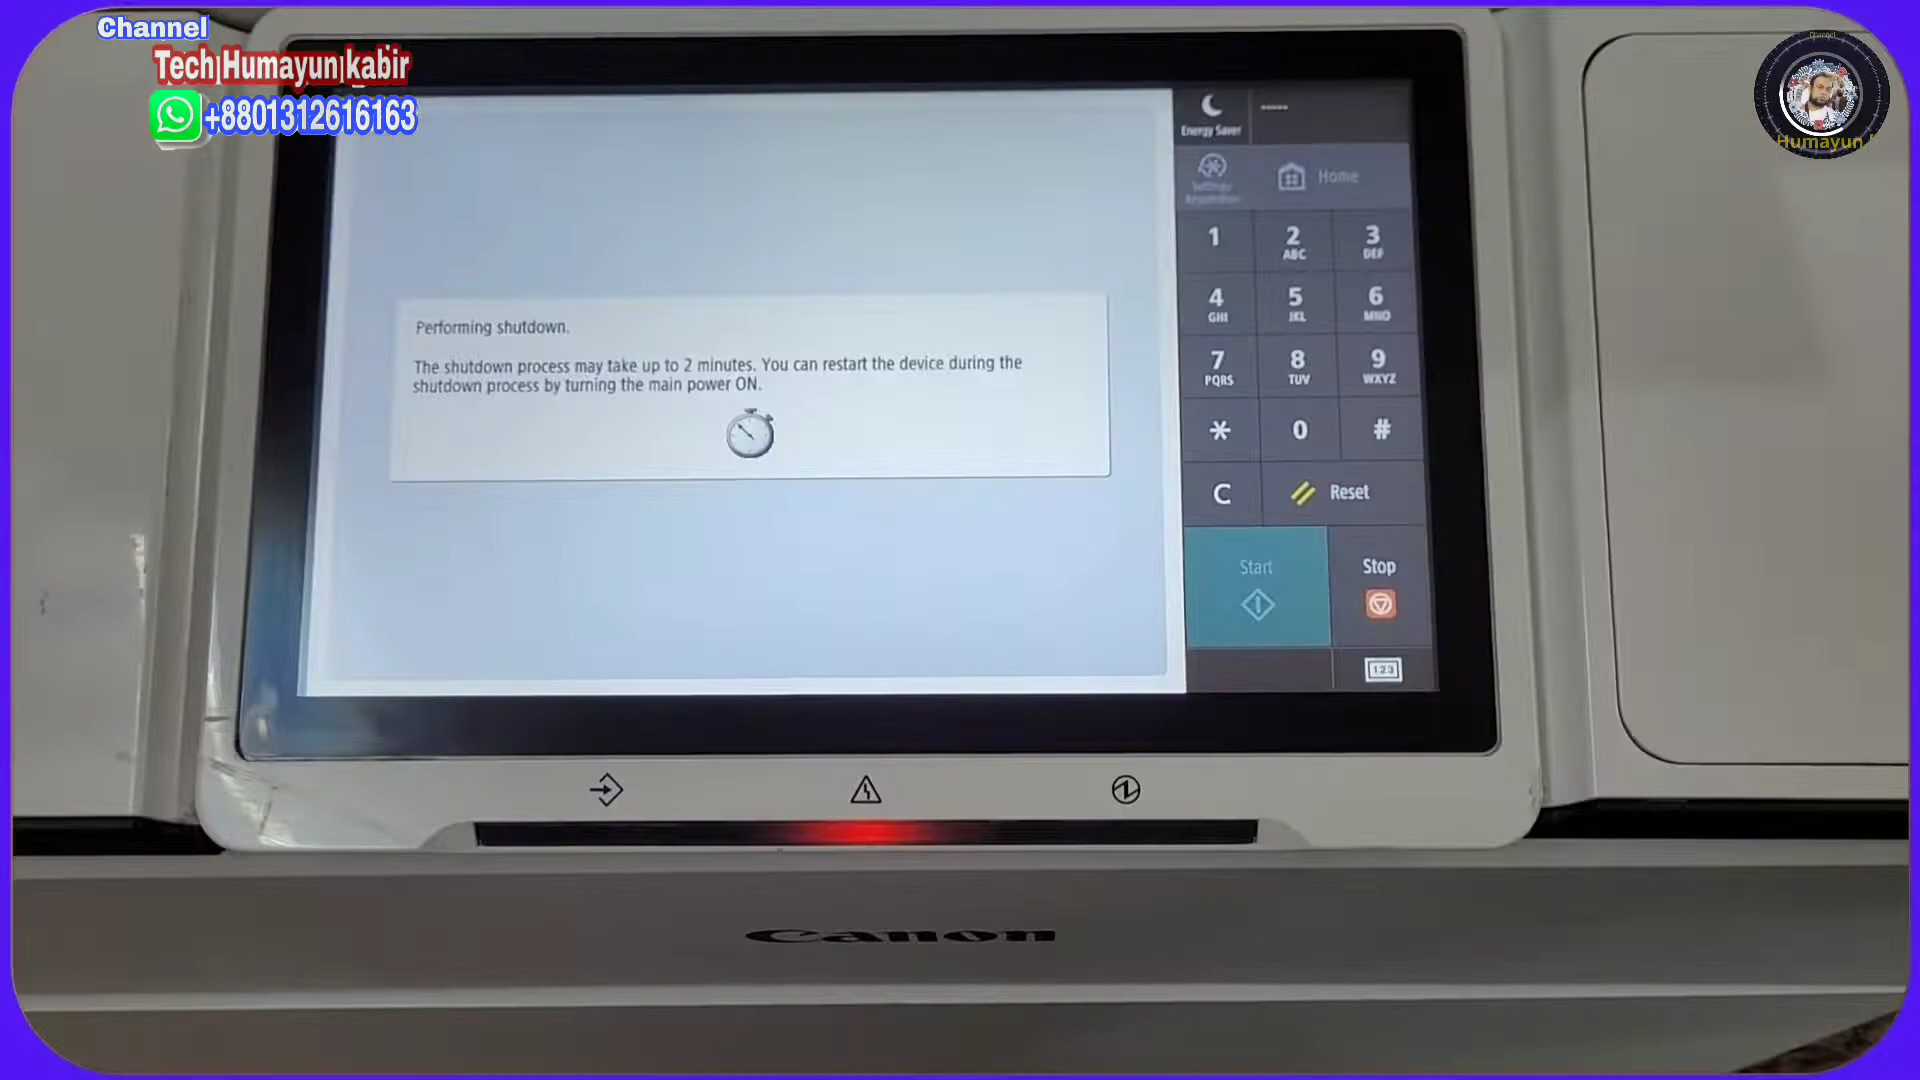 Channel
Tech Humayun kabir
+8801312616163
Channel
Humayun
Energy Saver
-----
Settings/
Registration
Home
1
2
ABC
3
DEF
4
GHI
5
JKL
6
MNO
7
PQRS
8
TUV
9
WXYZ
*
0
#
C
Reset
Start
Stop
123
Performing shutdown.
The shutdown process may take up to 2 minutes. You can restart the device during the
shutdown process by turning the main power ON.
Canon